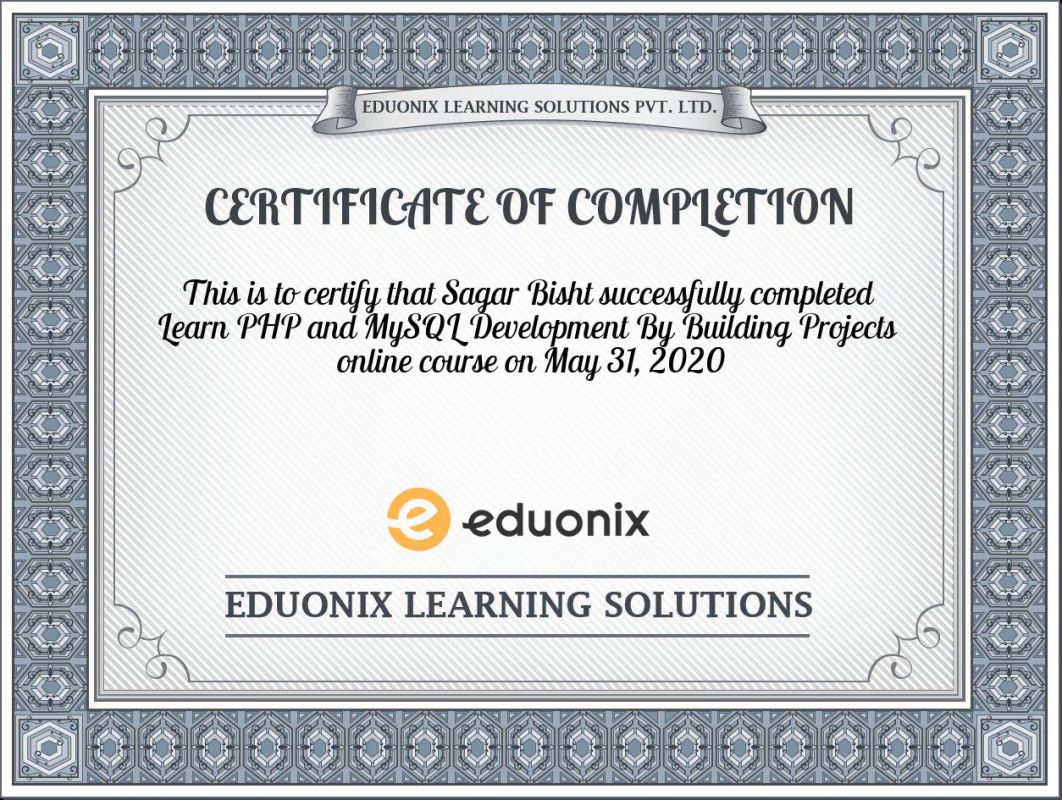 EDUONIX LEARNING SOLUTIONS PVT. LTD.
CERTIFICATE OF COMPLETION
This is to certify that Sagar Bisht successfully completed
Learn PHP and MySQL Development By Building Projects
online course on May 31, 2020
eduonix
EDUONIX LEARNING SOLUTIONS